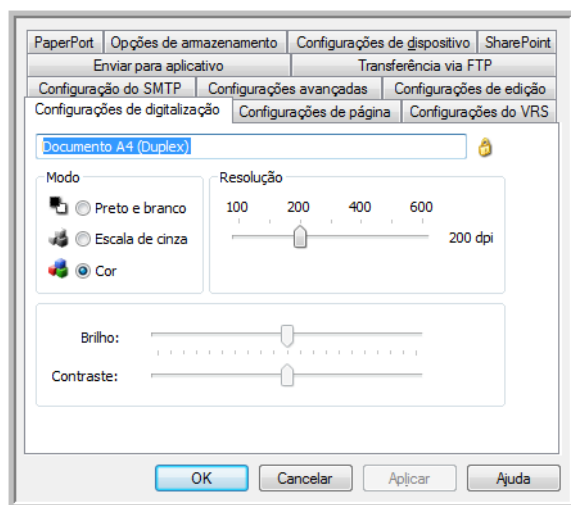 PaperPort Opções de armazenamento Configurações de dispositivo SharePoint
Enviar para aplicativo Transferência via FTP
Configuração do SMTP Configurações avançadas Configurações de edição
Configurações de digitalização Configurações de página Configurações do VRS
Documento A4 (Duplex)
Modo
Preto e branco
Escala de cinza
Cor
Resolução
100 200 400 600
200 dpi
Brilho:
Contraste:
OK Cancelar Aplicar Ajuda